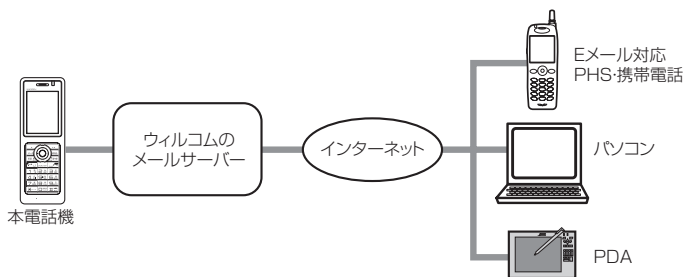 Eメール対応
PHS・携帯電話
ウィルコムの
メールサーバー
インターネット
パソコン
本電話機
PDA